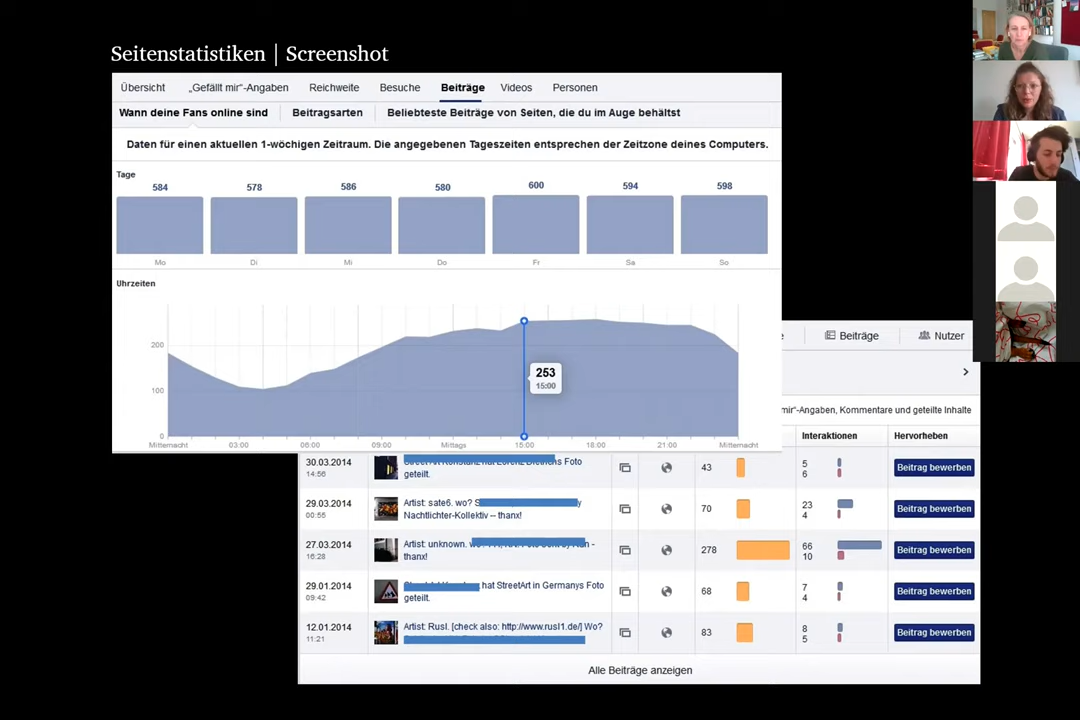 Seitenstatistiken | Screenshot
Übersicht „Gefällt mir“-Angaben Reichweite Besuche Beiträge Videos Personen
Wann deine Fans online sind Beitragsarten Beliebteste Beiträge von Seiten, die du im Auge behältst
Daten für einen aktuellen 1-wöchigen Zeitraum. Die angegebenen Tageszeiten entsprechen der Zeitzone deines Computers.
Tage
584 578 586 580 600 594 598
Mo Di Mi Do Fr Sa So
Uhrzeiten
200
100
0
253
15:00
Mitternacht 03:00 06:00 09:00 Mittags 15:00 18:00 21:00 Mitternacht
Beiträge Nutzer
mir“-Angaben, Kommentare und geteilte Inhalte
Interaktionen Hervorheben
30.03.2014
14:56
Foto
geteilt.
43
5
6
Beitrag bewerben
29.03.2014
00:55
Artist: sate6. wo? S y
Nachtlichter-Kollektiv -- thanx!
70
23
4
Beitrag bewerben
27.03.2014
16:28
Artist: unknown. -
thanx!
278
66
10
Beitrag bewerben
29.01.2014
09:42
hat StreetArt in Germanys Foto
geteilt.
68
7
4
Beitrag bewerben
12.01.2014
11:21
Artist: Rusl. [check also: http://www.rusl1.de/] Wo?
83
8
5
Beitrag bewerben
Alle Beiträge anzeigen